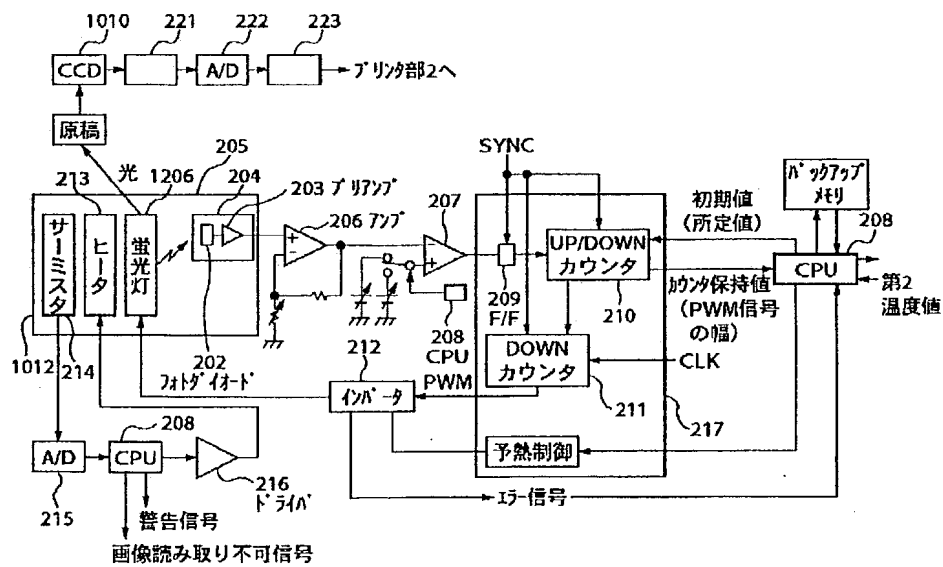 1010
221
222
223
CCD
A/D
プリンタ部2へ
原稿
光
205
213
1206
204
203 プリアンプ
206 アンプ
207
SYNC
バックアップ
メモリ
208
初期値
(所定値)
サーミスタ
ヒータ
蛍光灯
UP/DOWN
カウンタ
CPU
第2
温度値
カウンタ保持値
(PWM信号
の幅)
209
F/F
210
208
CPU
DOWN
カウンタ
CLK
1012
214
202
フォトダイオード
212
PWM
インバータ
211
217
予熱制御
208
A/D
CPU
216
ドライバ
215
エラー信号
警告信号
画像読み取り不可信号